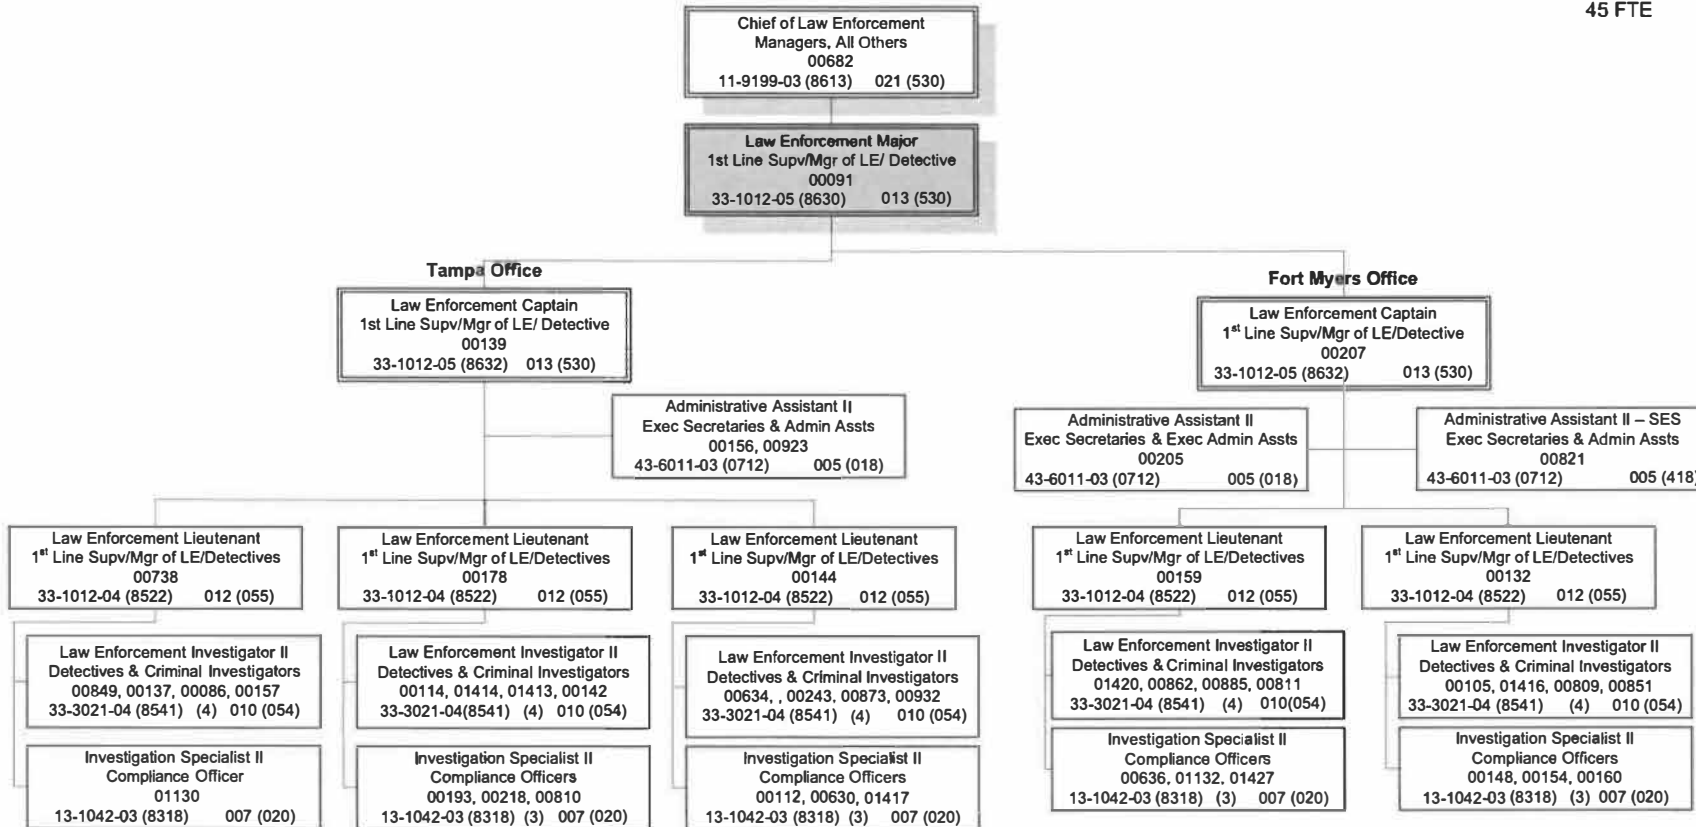 45 FTE
Chief of Law Enforcement
Managers, All Others
00682
11-9199-03 (8613) 021 (530)
Law Enforcement Major
1st Line Supv/Mgr of LE/ Detective
00091
33-1012-05 (8630) 013 (530)
Tampa Office
Law Enforcement Captain
1st Line Supv/Mgr of LE/ Detective
00139
33-1012-05 (8632) 013 (530)
Administrative Assistant II
Exec Secretaries & Admin Assts
00156, 00923
43-6011-03 (0712) 005 (018)
Law Enforcement Lieutenant
1st Line Supv/Mgr of LE/Detectives
00738
33-1012-04 (8522) 012 (055)
Law Enforcement Investigator II
Detectives & Criminal Investigators
00849, 00137, 00086, 00157
33-3021-04 (8541) (4) 010 (054)
Investigation Specialist II
Compliance Officer
01130
13-1042-03 (8318) 007 (020)
Law Enforcement Lieutenant
1st Line Supv/Mgr of LE/Detectives
00178
33-1012-04 (8522) 012 (055)
Law Enforcement Investigator II
Detectives & Criminal Investigators
00114, 01414, 01413, 00142
33-3021-04(8541) (4) 010 (054)
Investigation Specialist II
Compliance Officers
00193, 00218, 00810
13-1042-03 (8318) (3) 007 (020)
Law Enforcement Lieutenant
1st Line Supv/Mgr of LE/Detectives
00144
33-1012-04 (8522) 012 (055)
Law Enforcement Investigator II
Detectives & Criminal Investigators
00634, , 00243, 00873, 00932
33-3021-04 (8541) (4) 010 (054)
Investigation Specialist II
Compliance Officers
00112, 00630, 01417
13-1042-03 (8318) (3) 007 (020)
Fort Myers Office
Law Enforcement Captain
1st Line Supv/Mgr of LE/Detective
00207
33-1012-05 (8632) 013 (530)
Administrative Assistant II
Exec Secretaries & Exec Admin Assts
00205
43-6011-03 (0712) 005 (018)
Administrative Assistant II – SES
Exec Secretaries & Admin Assts
00821
43-6011-03 (0712) 005 (418)
Law Enforcement Lieutenant
1st Line Supv/Mgr of LE/Detectives
00159
33-1012-04 (8522) 012 (055)
Law Enforcement Investigator II
Detectives & Criminal Investigators
01420, 00862, 00885, 00811
33-3021-04 (8541) (4) 010(054)
Investigation Specialist II
Compliance Officers
00636, 01132, 01427
13-1042-03 (8318) (3) 007 (020)
Law Enforcement Lieutenant
1st Line Supv/Mgr of LE/Detectives
00132
33-1012-04 (8522) 012 (055)
Law Enforcement Investigator II
Detectives & Criminal Investigators
00105, 01416, 00809, 00851
33-3021-04 (8541) (4) 010 (054)
Investigation Specialist II
Compliance Officers
00148, 00154, 00160
13-1042-03 (8318) (3) 007 (020)